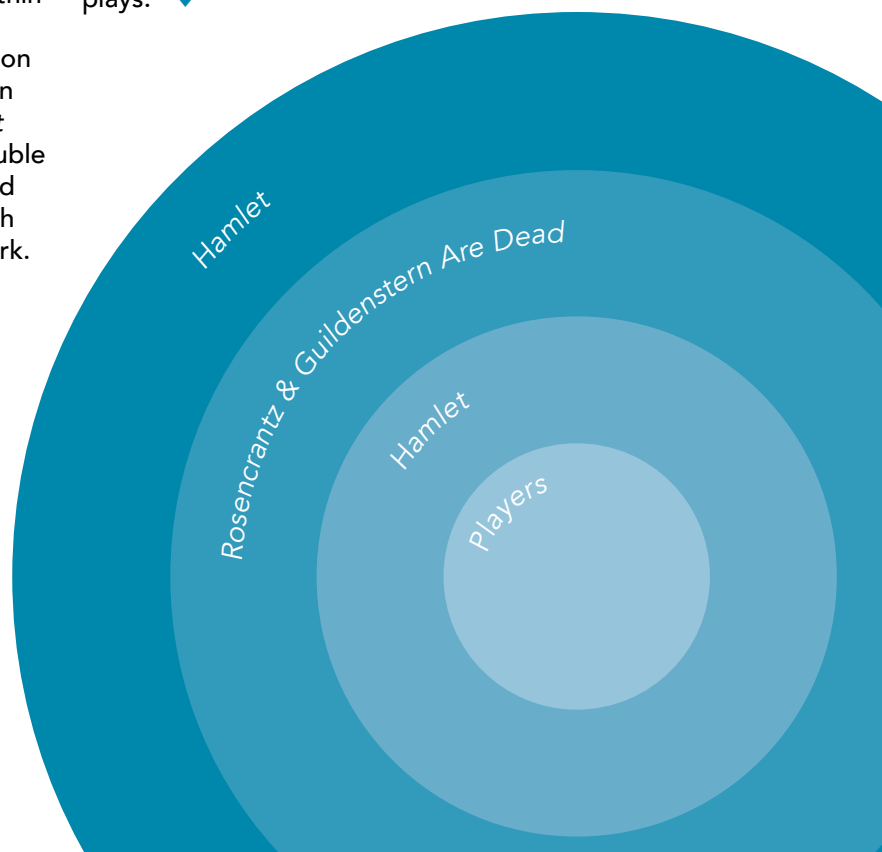 plays.
on
n
t
uble
d
h
rk.
Hamlet
Rosencrantz & Guildenstern Are Dead
Hamlet
Players